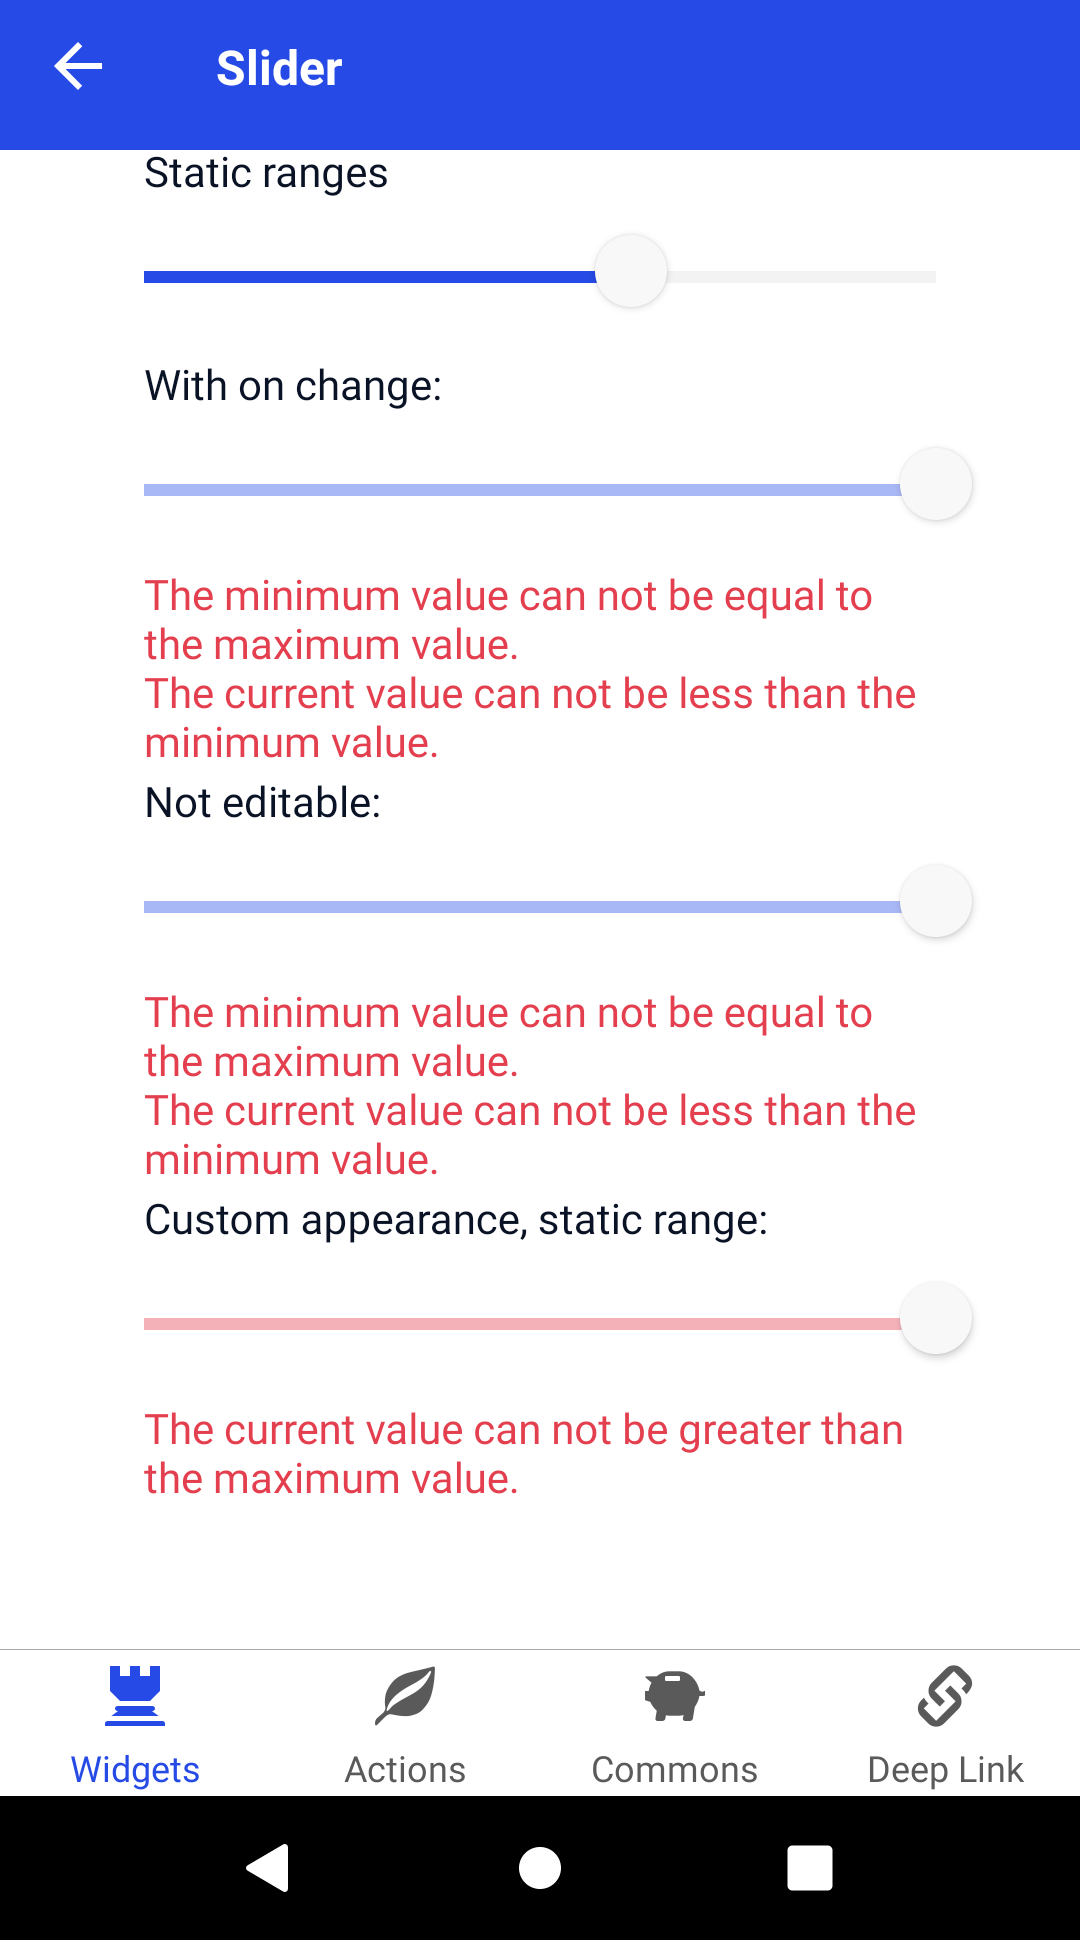 Slider
Static ranges
With on change:
The minimum value can not be equal to
the maximum value.
The current value can not be less than the
minimum value.
Not editable:
The minimum value can not be equal to
the maximum value.
The current value can not be less than the
minimum value.
Custom appearance, static range:
The current value can not be greater than
the maximum value.
Widgets
Actions
Commons
Deep Link